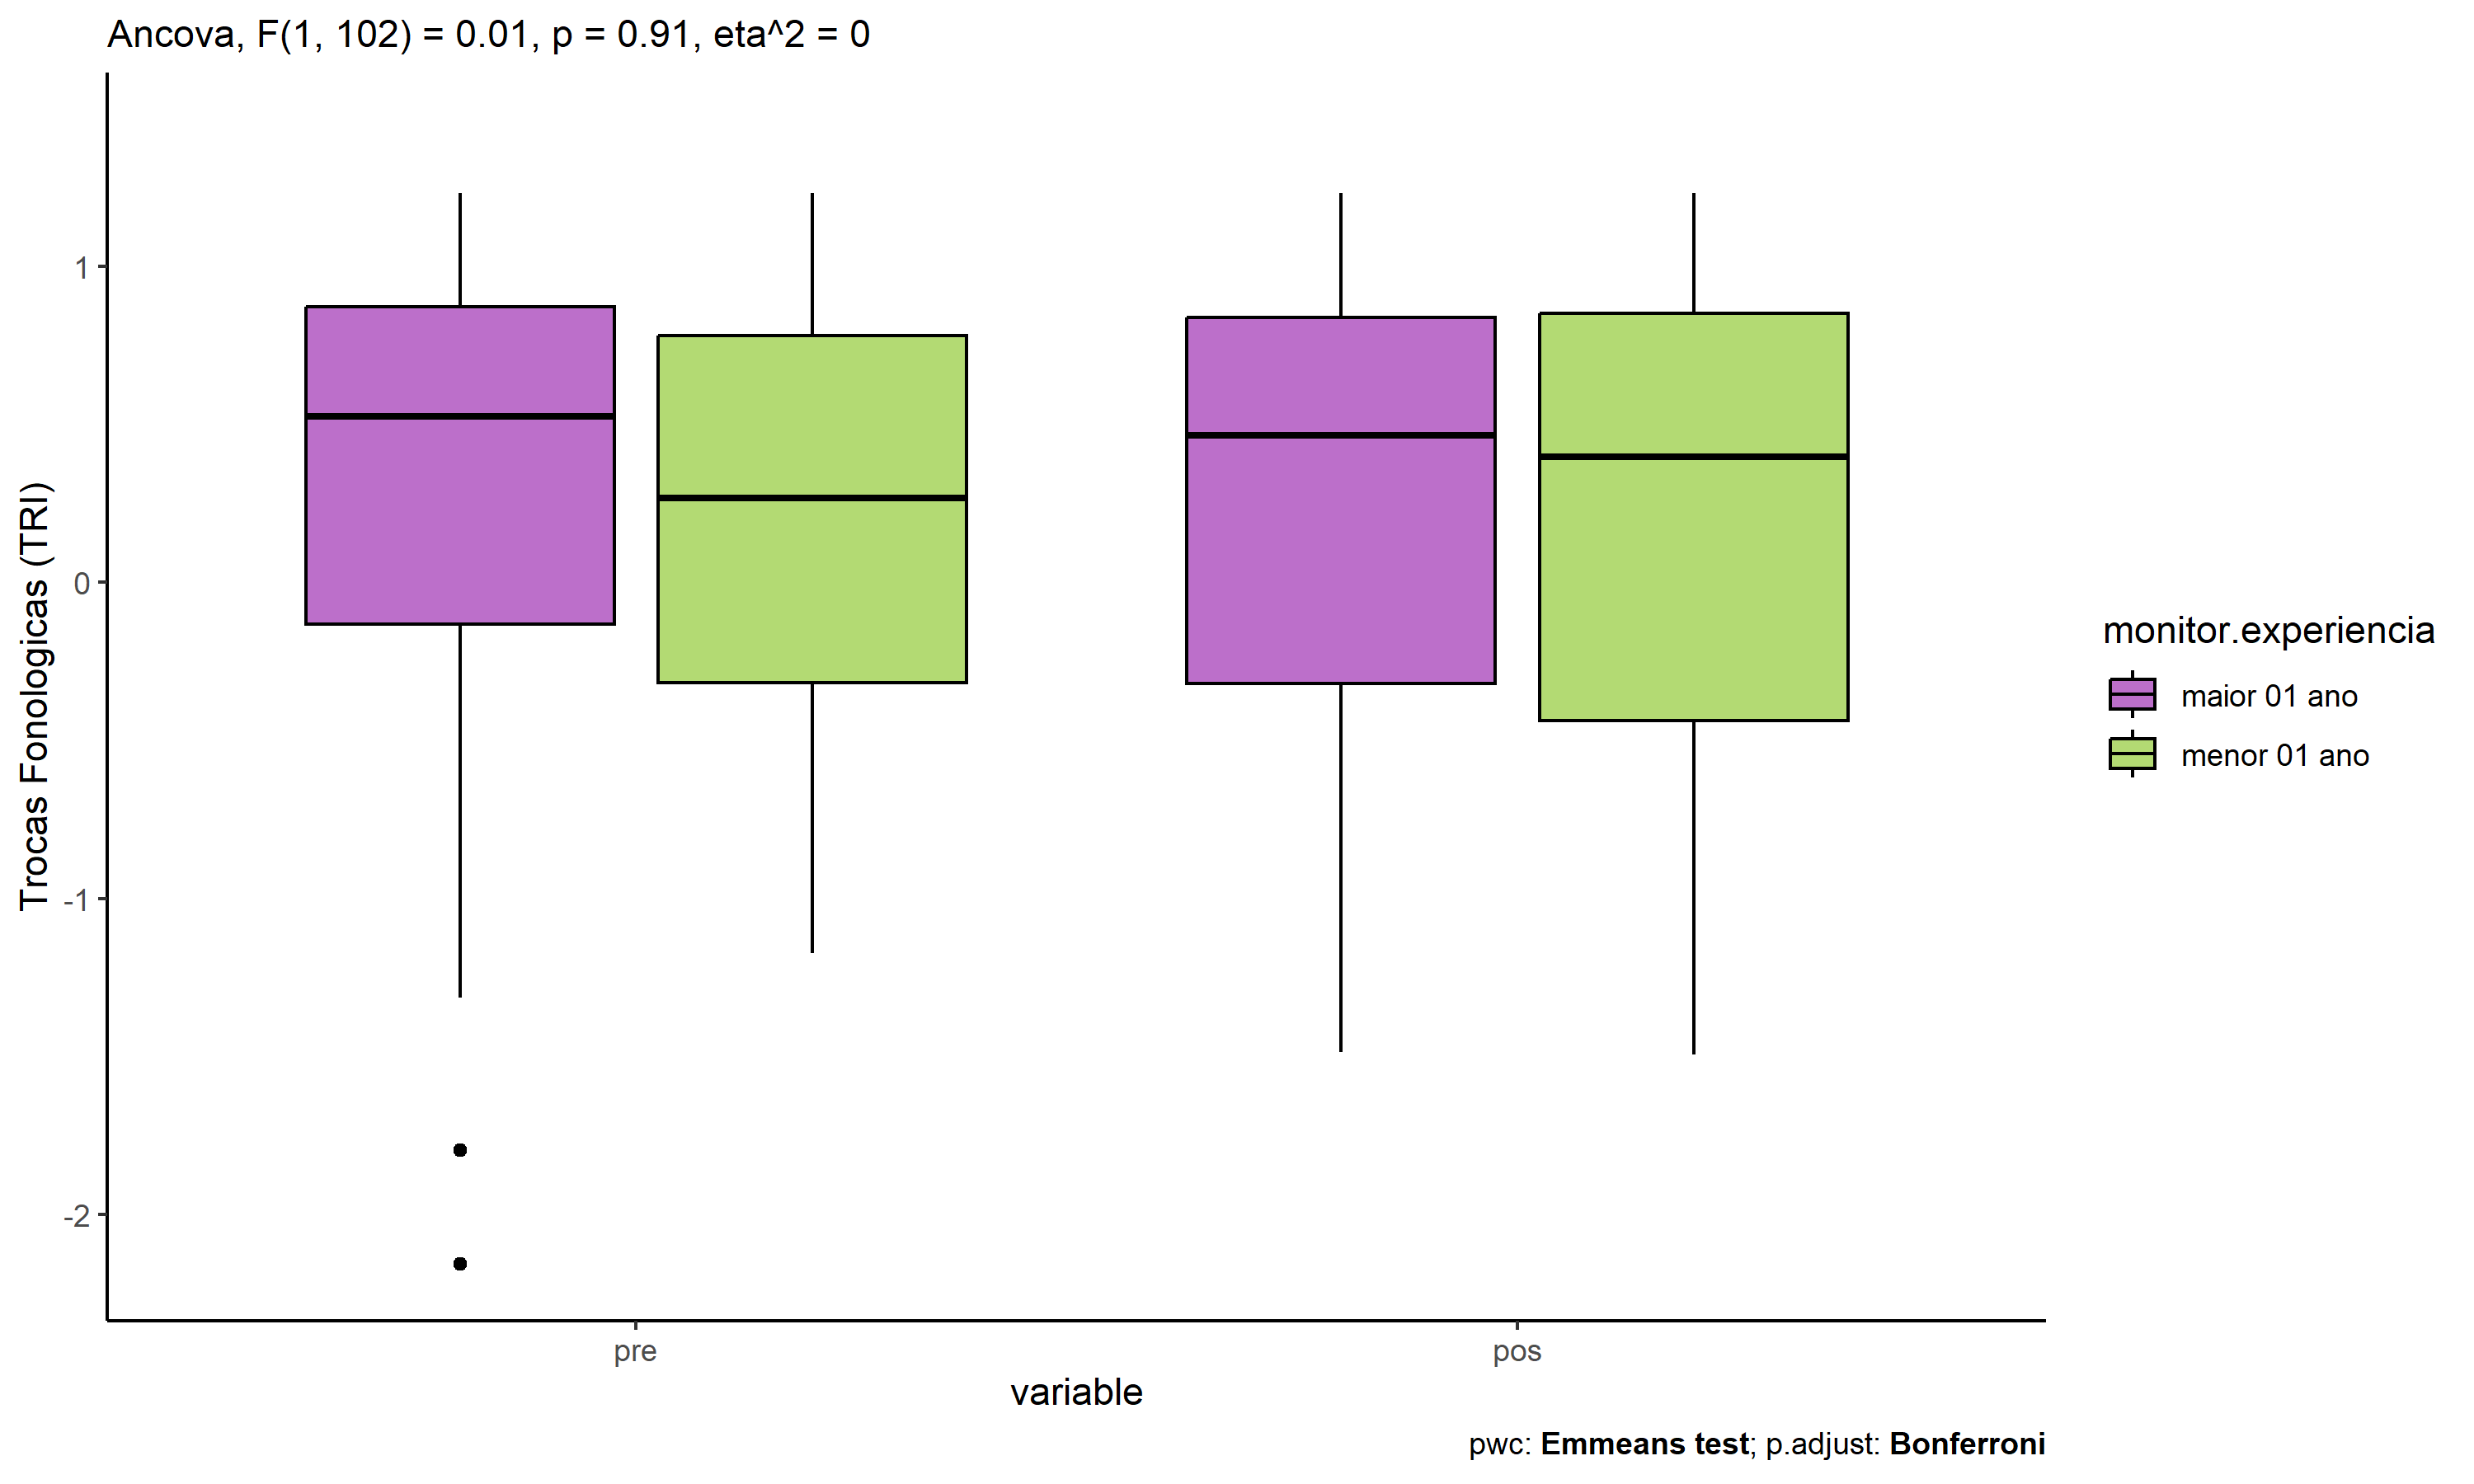 Ancova, F(1, 102) = 0.01, p = 0.91, eta^2 = 0
Trocas Fonologicas (TRI)
1
0
-1
-2
pre
pos
variable
monitor.experiencia
maior 01 ano
menor 01 ano
pwc: Emmeans test; p.adjust: Bonferroni